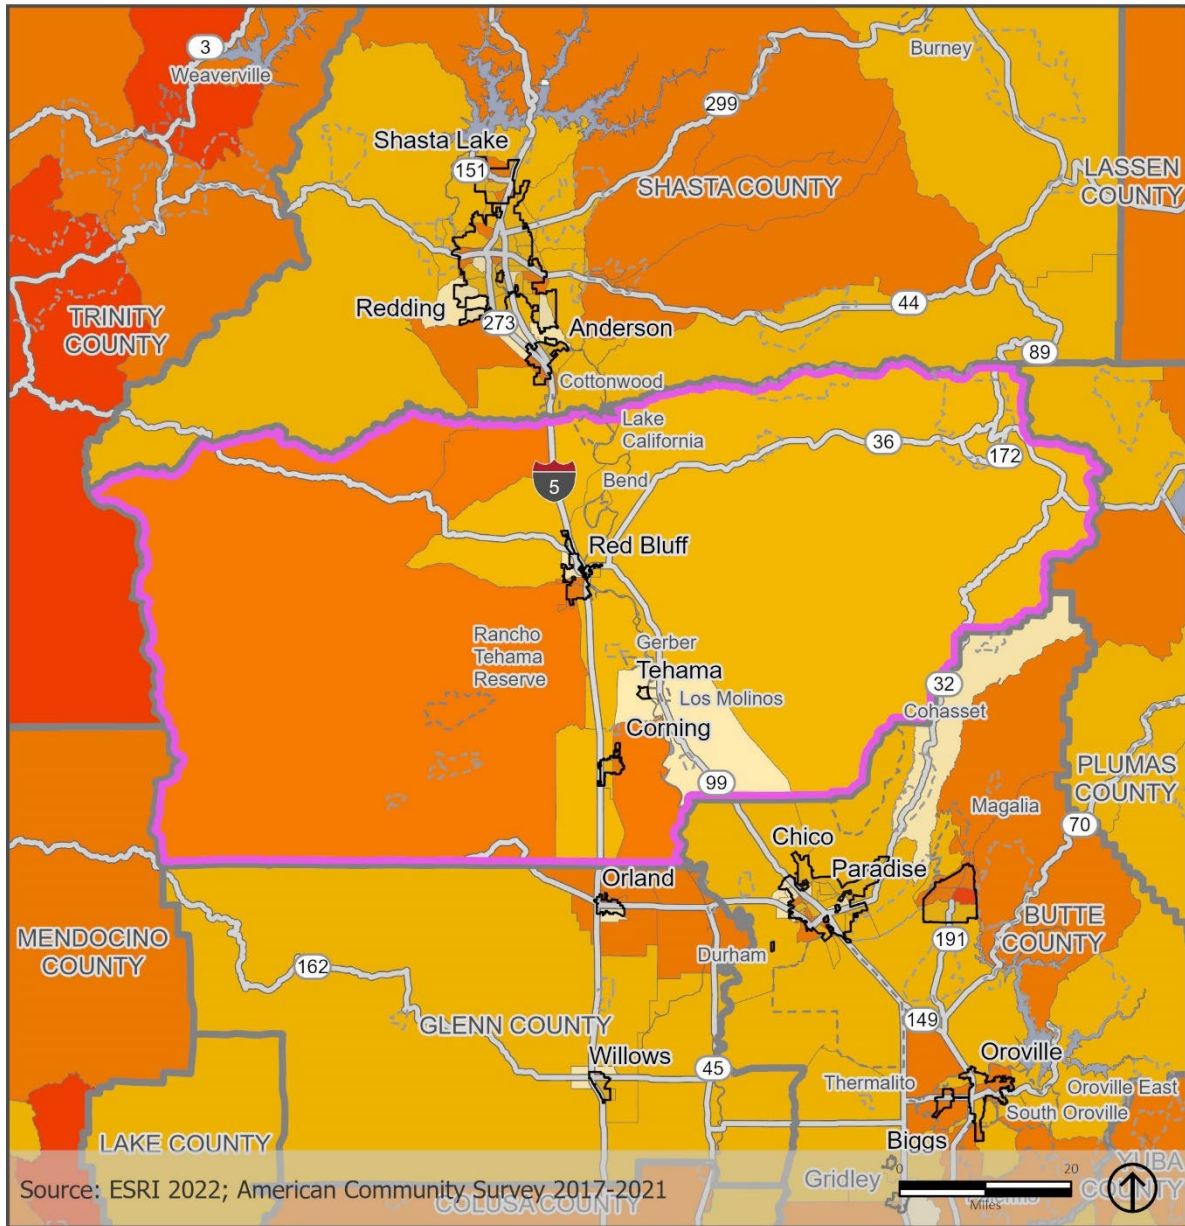 3
Weaverville
Burney
299
Shasta Lake
151
SHASTA COUNTY
LASSEN
COUNTY
TRINITY
COUNTY
Redding
273
Anderson
44
89
Cottonwood
Lake
California
36
172
Bend
5
Red Bluff
Rancho
Tehama
Reserve
Gerber
Tehama
Los Molinos
32
Cohasset
Corning
99
PLUMAS
COUNTY
Magalia
70
Chico
Paradise
Orland
MENDOCINO
COUNTY
162
Durham
191
BUTTE
COUNTY
GLENN COUNTY
149
Willows
45
Oroville
Thermalito
Oroville East
South Oroville
LAKE COUNTY
Biggs
YUBA
COUNTY
Gridley
Source: ESRI 2022; American Community Survey 2017-2021
COLUSA COUNTY
0
20
Miles